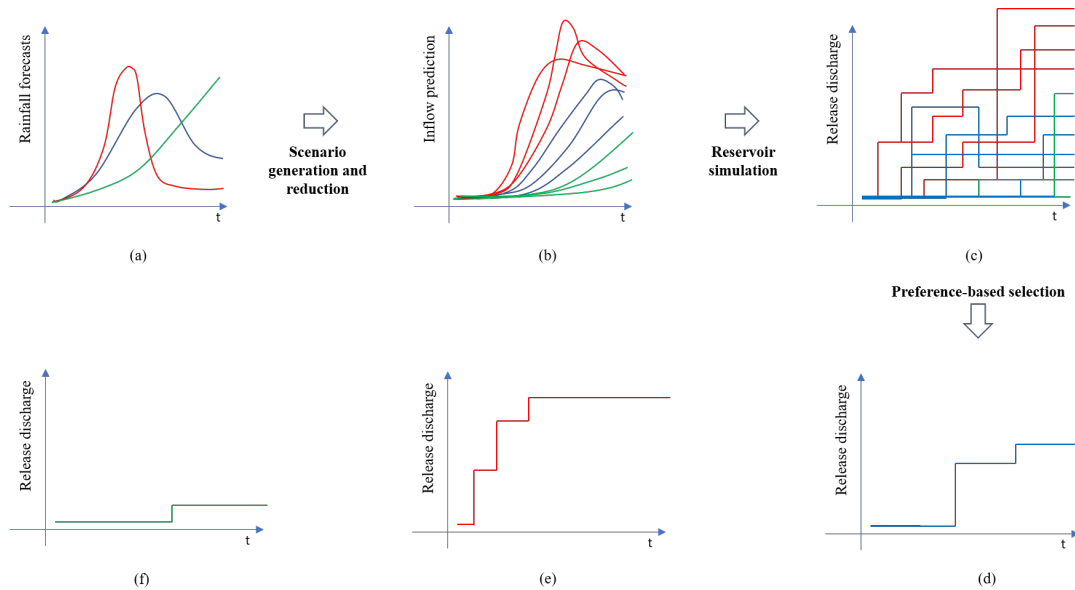 Rainfall forecasts
t
(a)
Scenario
generation and
reduction
Inflow prediction
t
(b)
Reservoir
simulation
Release discharge
t
(c)
Preference-based selection
Release discharge
t
(f)
Release discharge
t
(e)
Release discharge
t
(d)